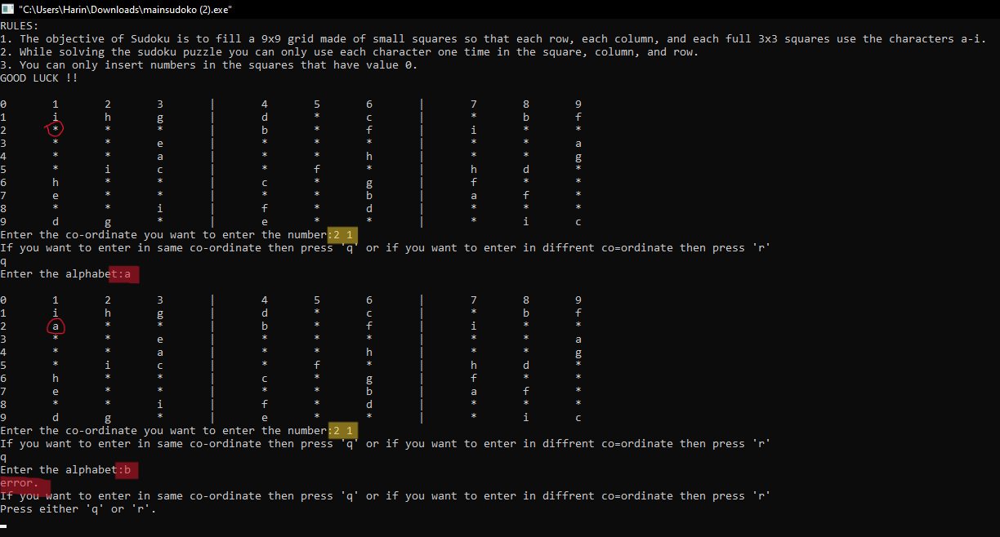 "C:\Users\Harin\Downloads\mainsudoko (2).exe"
RULES:
1. The objective of Sudoku is to fill a 9x9 grid made of small squares so that each row, each column, and each full 3x3 squares use the characters a-i.
2. While solving the sudoku puzzle you can only use each character one time in the square, column, and row.
3. You can only insert numbers in the squares that have value 0.
GOOD LUCK !!
0 1 2 3 | 4 5 6 | 7 8 9
1 i h g | d * c | * b f
2 * * * | b * f | i * *
3 * * e | * * * | * * a
4 * * a | * * h | * * g
5 * i c | * f * | h d *
6 h * * | c * g | f * *
7 e * * | * * b | a f *
8 * * i | f * d | * * *
9 d g * | e * * | * i c
Enter the co-ordinate you want to enter the number:2 1
If you want to enter in same co-ordinate then press 'q' or if you want to enter in diffrent co=ordinate then press 'r'
q
Enter the alphabet:a
0 1 2 3 | 4 5 6 | 7 8 9
1 i h g | d * c | * b f
2 a * * | b * f | i * *
3 * * e | * * * | * * a
4 * * a | * * h | * * g
5 * i c | * f * | h d *
6 h * * | c * g | f * *
7 e * * | * * b | a f *
8 * * i | f * d | * * *
9 d g * | e * * | * i c
Enter the co-ordinate you want to enter the number:2 1
If you want to enter in same co-ordinate then press 'q' or if you want to enter in diffrent co=ordinate then press 'r'
q
Enter the alphabet:b
error.
If you want to enter in same co-ordinate then press 'q' or if you want to enter in diffrent co=ordinate then press 'r'
Press either 'q' or 'r'.